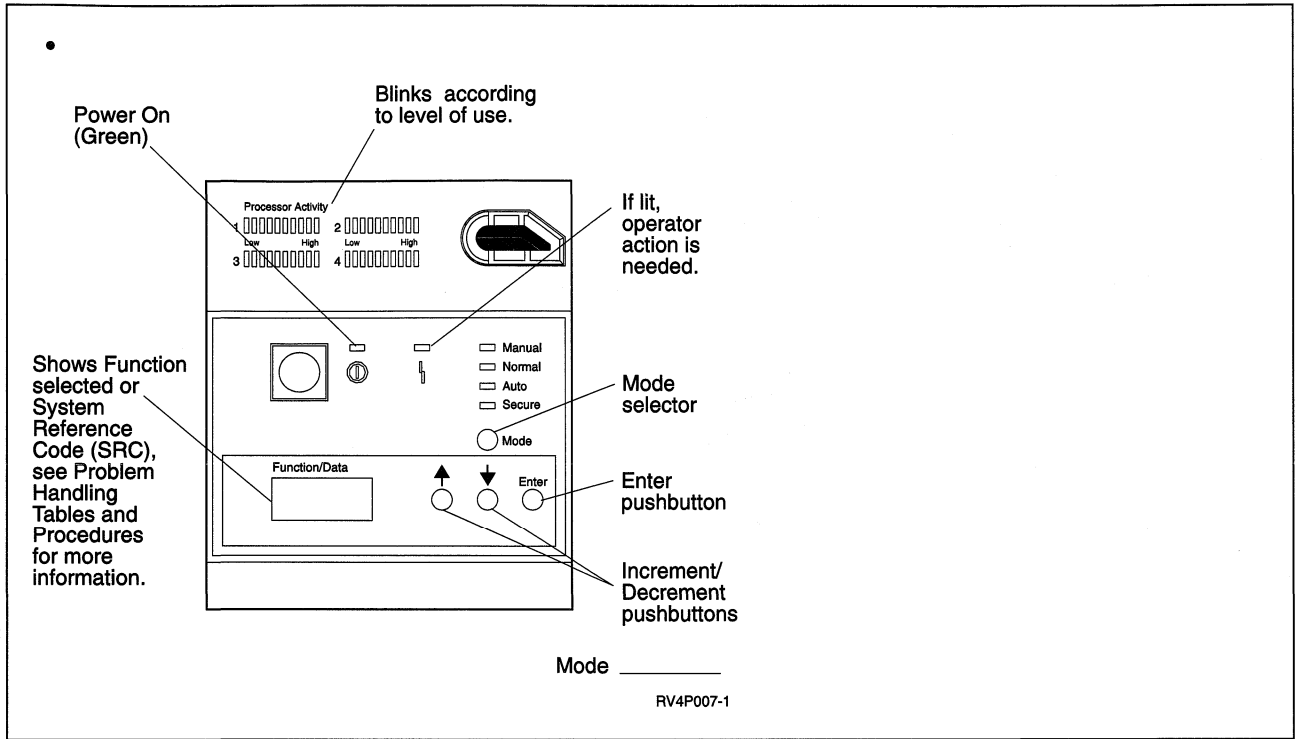 •
Power On
(Green)
Blinks according
to level of use.
If lit,
operator
action is
needed.
Processor Activity
1 2
Low High Low High
3 4
Manual
Normal
Auto
Secure
Mode
Mode
selector
Shows Function
selected or
System
Reference
Code (SRC),
see Problem
Handling
Tables and
Procedures
for more
information.
Function/Data
Enter
Enter
pushbutton
Increment/
Decrement
pushbuttons
Mode ________
RV4P007-1